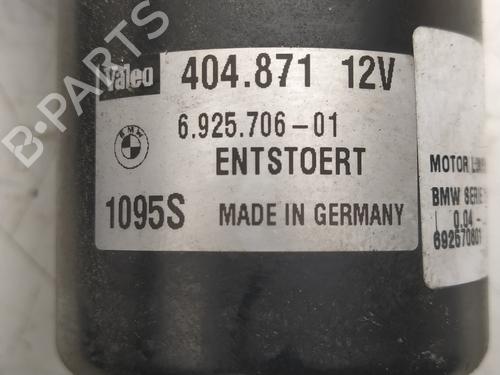 B-PARTS
Valeo 404.871 12V
BMW
6.925.706-01
ENTSTOERT
1095S MADE IN GERMANY
MOTOR
BMW SERIE
0.04
692570601